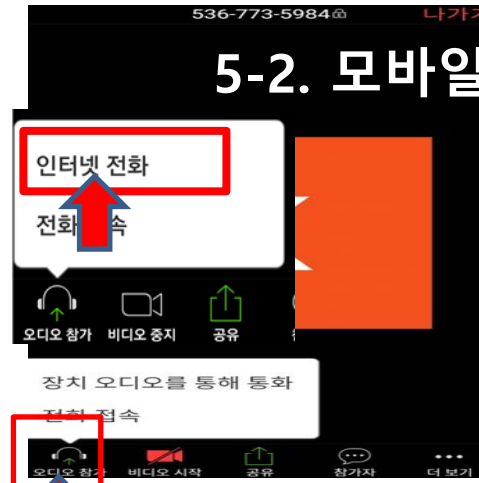 536-773-5984
나가기
5-2. 모바일
인터넷 전화
전화 접속
오디오 참가 비디오 중지 공유
장치 오디오를 통해 통화
전화 접속
오디오 참가 비디오 시작 공유 참가자 더 보기